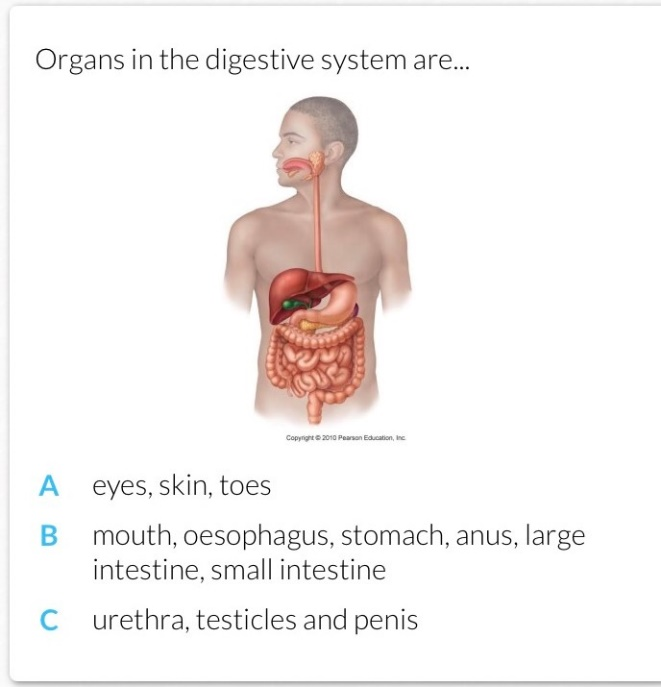 Organs in the digestive system are...
Copyright © 2010 Pearson Education, Inc.
A eyes, skin, toes
B mouth, oesophagus, stomach, anus, large
intestine, small intestine
C urethra, testicles and penis